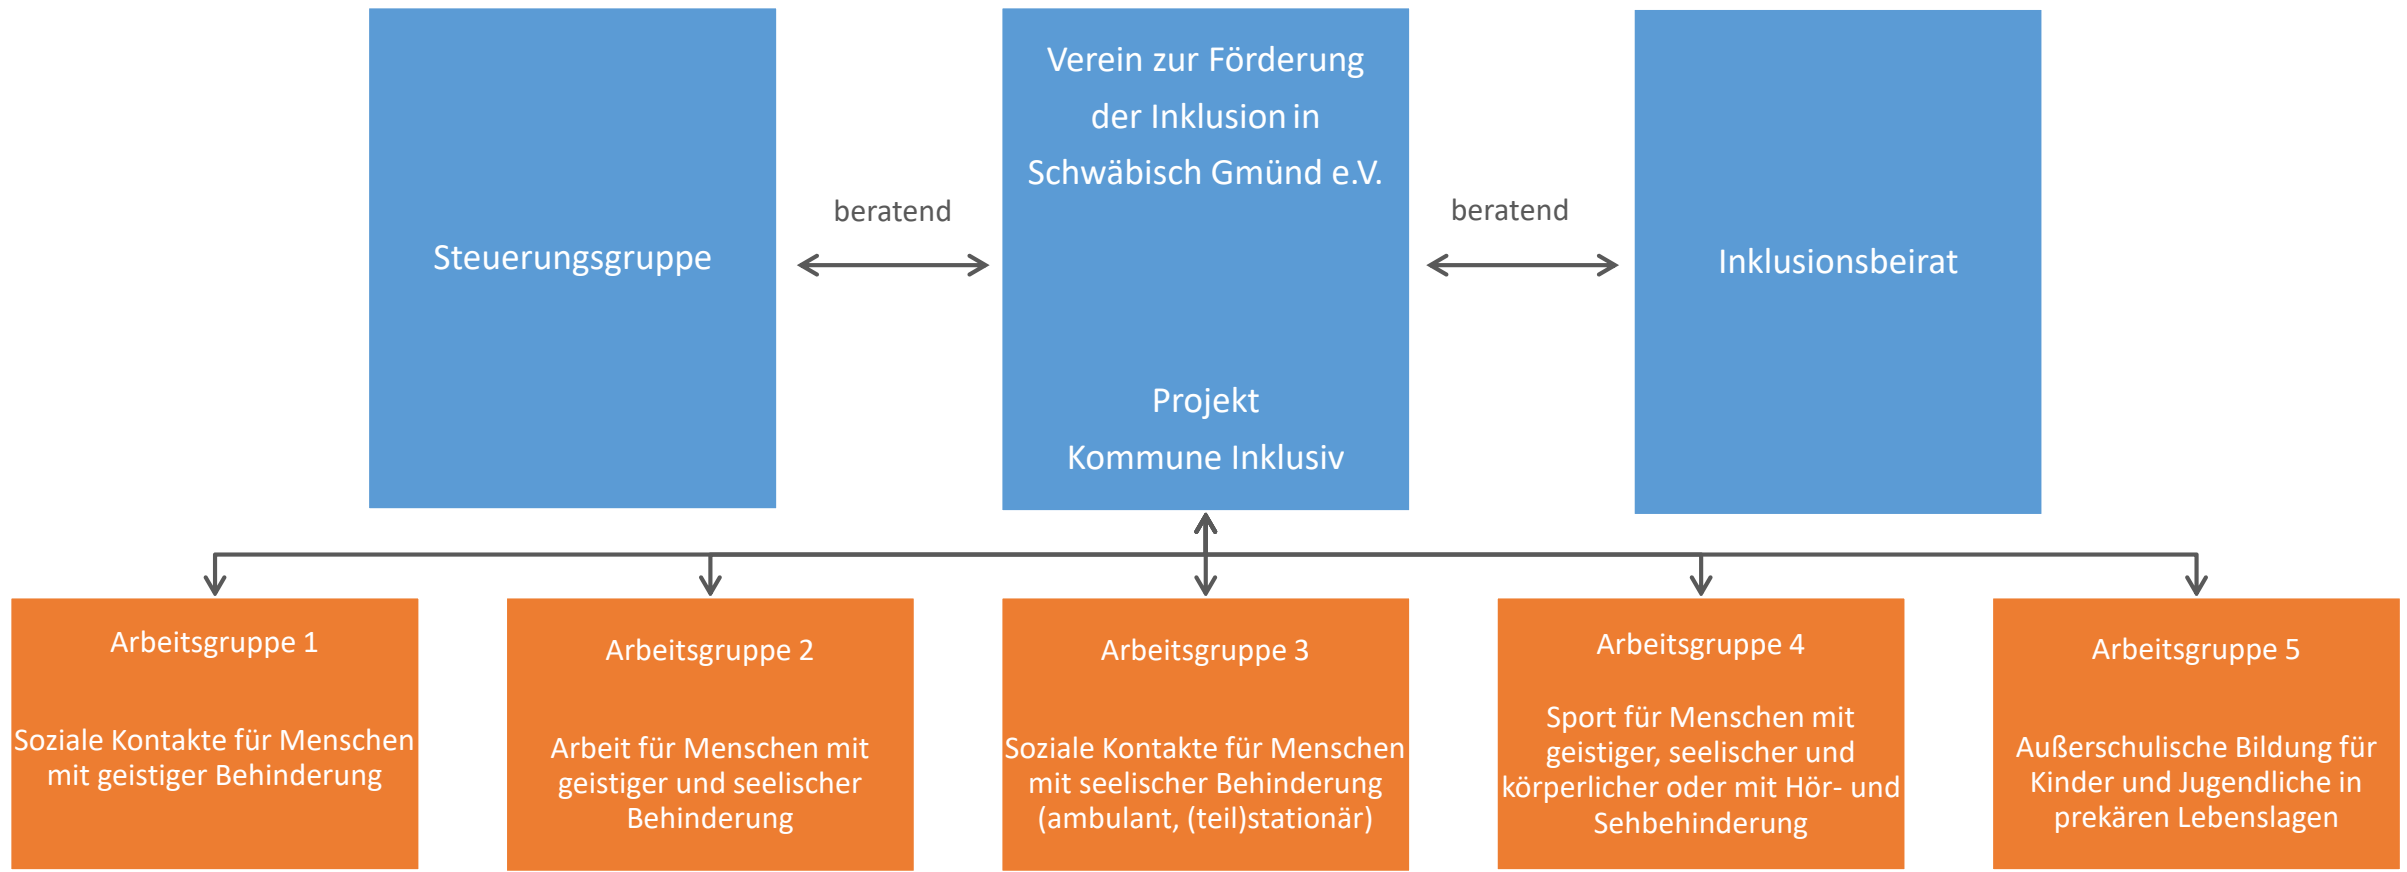 Verein zur Förderung
der Inklusion in
Schwäbisch Gmünd e.V.
beratend
beratend
Steuerungsgruppe
Inklusionsbeirat
Projekt
Kommune Inklusiv
Arbeitsgruppe 1
Soziale Kontakte für Menschen
mit geistiger Behinderung
Arbeitsgruppe 2
Arbeit für Menschen mit
geistiger und seelischer
Behinderung
Arbeitsgruppe 3
Soziale Kontakte für Menschen
mit seelischer Behinderung
(ambulant, (teil)stationär)
Arbeitsgruppe 4
Sport für Menschen mit
geistiger, seelischer und
körperlicher oder mit Hör- und
Sehbehinderung
Arbeitsgruppe 5
Außerschulische Bildung für
Kinder und Jugendliche in
prekären Lebenslagen